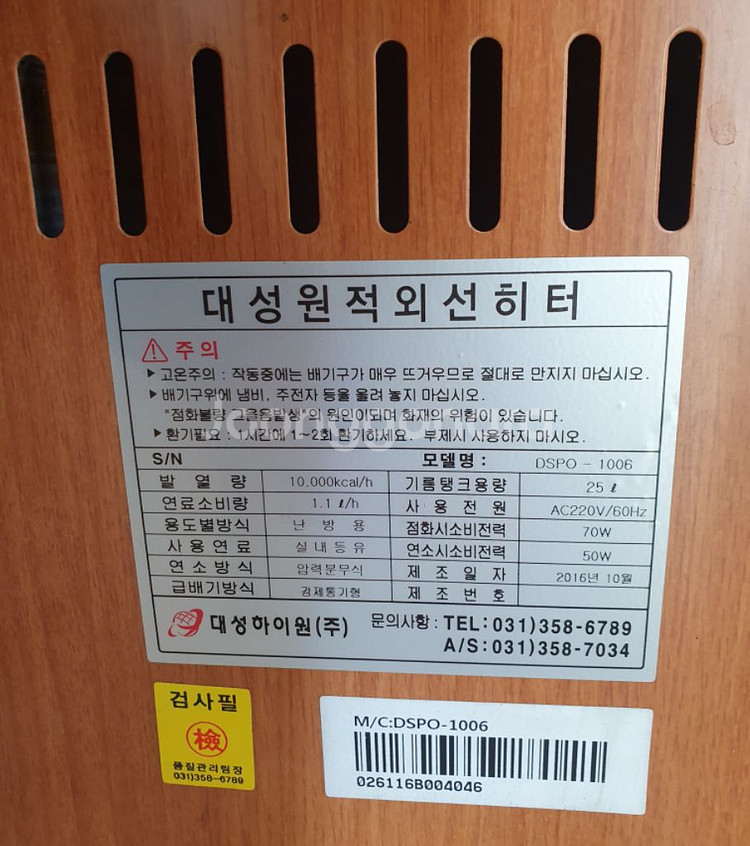 대성원적외선히터
주의
▶ 고온주의 : 작동중에는 배기구가 매우 뜨거우므로 절대로 만지지 마십시오.
▶ 배기구위에 냄비, 주전자 등을 올려 놓지 마십시오.
"점화불량 그을음발생"의 원인이되며 화재의 위험이 있습니다.
▶ 환기필요 : 1시간에 1~2회 환기하세요. 부재시 사용하지 마십시오.
S/N 모델명 : DSPO - 1006
발열량 10,000kcal/h 기름탱크용량 25 ℓ
연료소비량 1.1 ℓ/h 사용전원 AC220V/60Hz
용도별방식 난방용 점화시소비전력 70W
사용연료 실내등유 연소시소비전력 50W
연소방식 압력분무식 제조일자 2016년 10월
급배기방식 강제통기형 제조번호
대성하이원(주) 문의사항 : TEL:031)358-6789
A/S:031)358-7034
검사필
檢
품질관리팀장
031)358-6789
M/C:DSPO-1006
026116B004046